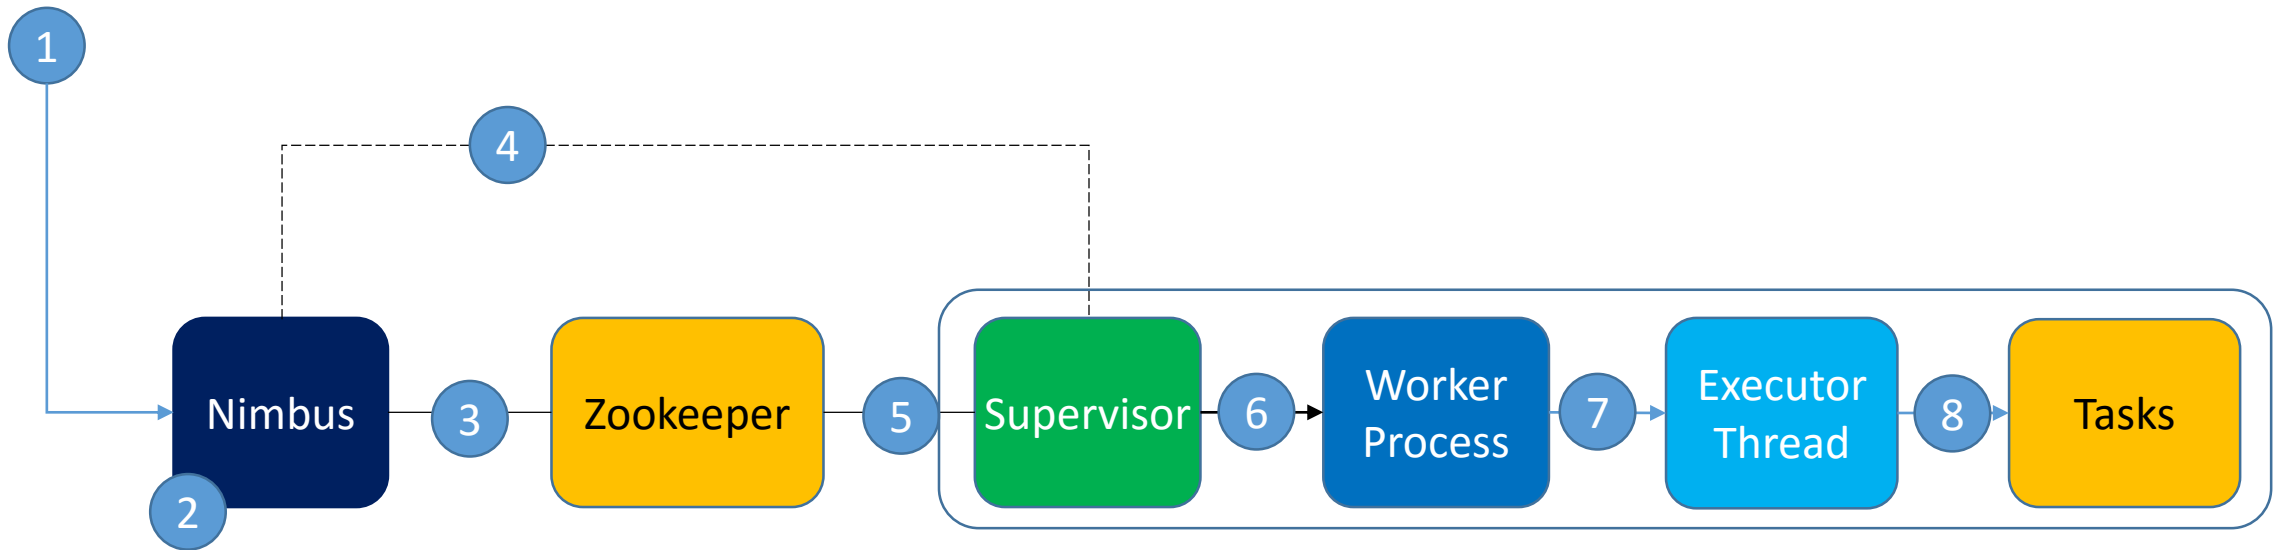 1
4
Nimbus
3
Zookeeper
5
Supervisor
6
Worker
Process
7
Executor
Thread
8
Tasks
2